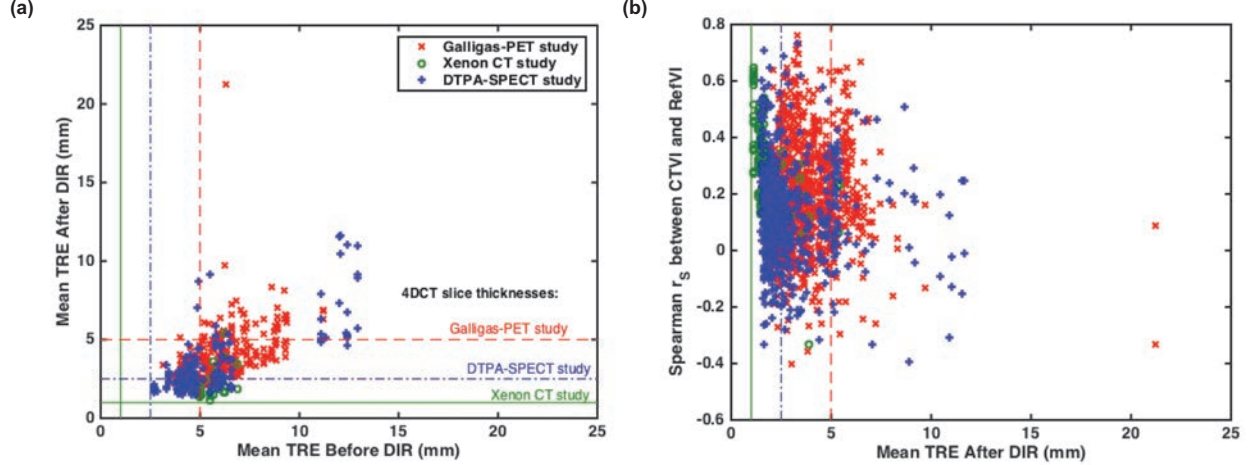 (a)
25
20
15
10
5
0
Mean TRE After DIR (mm)
Galligas-PET study
Xenon CT study
DTPA-SPECT study
4DCT slice thicknesses:
Galligas-PET study
DTPA-SPECT study
Xenon CT study
0 5 10 15 20 25
Mean TRE Before DIR (mm)
(b)
0.8
0.6
0.4
0.2
0
-0.2
-0.4
-0.6
Spearman rS between CTVI and RefVI
0 5 10 15 20 25
Mean TRE After DIR (mm)